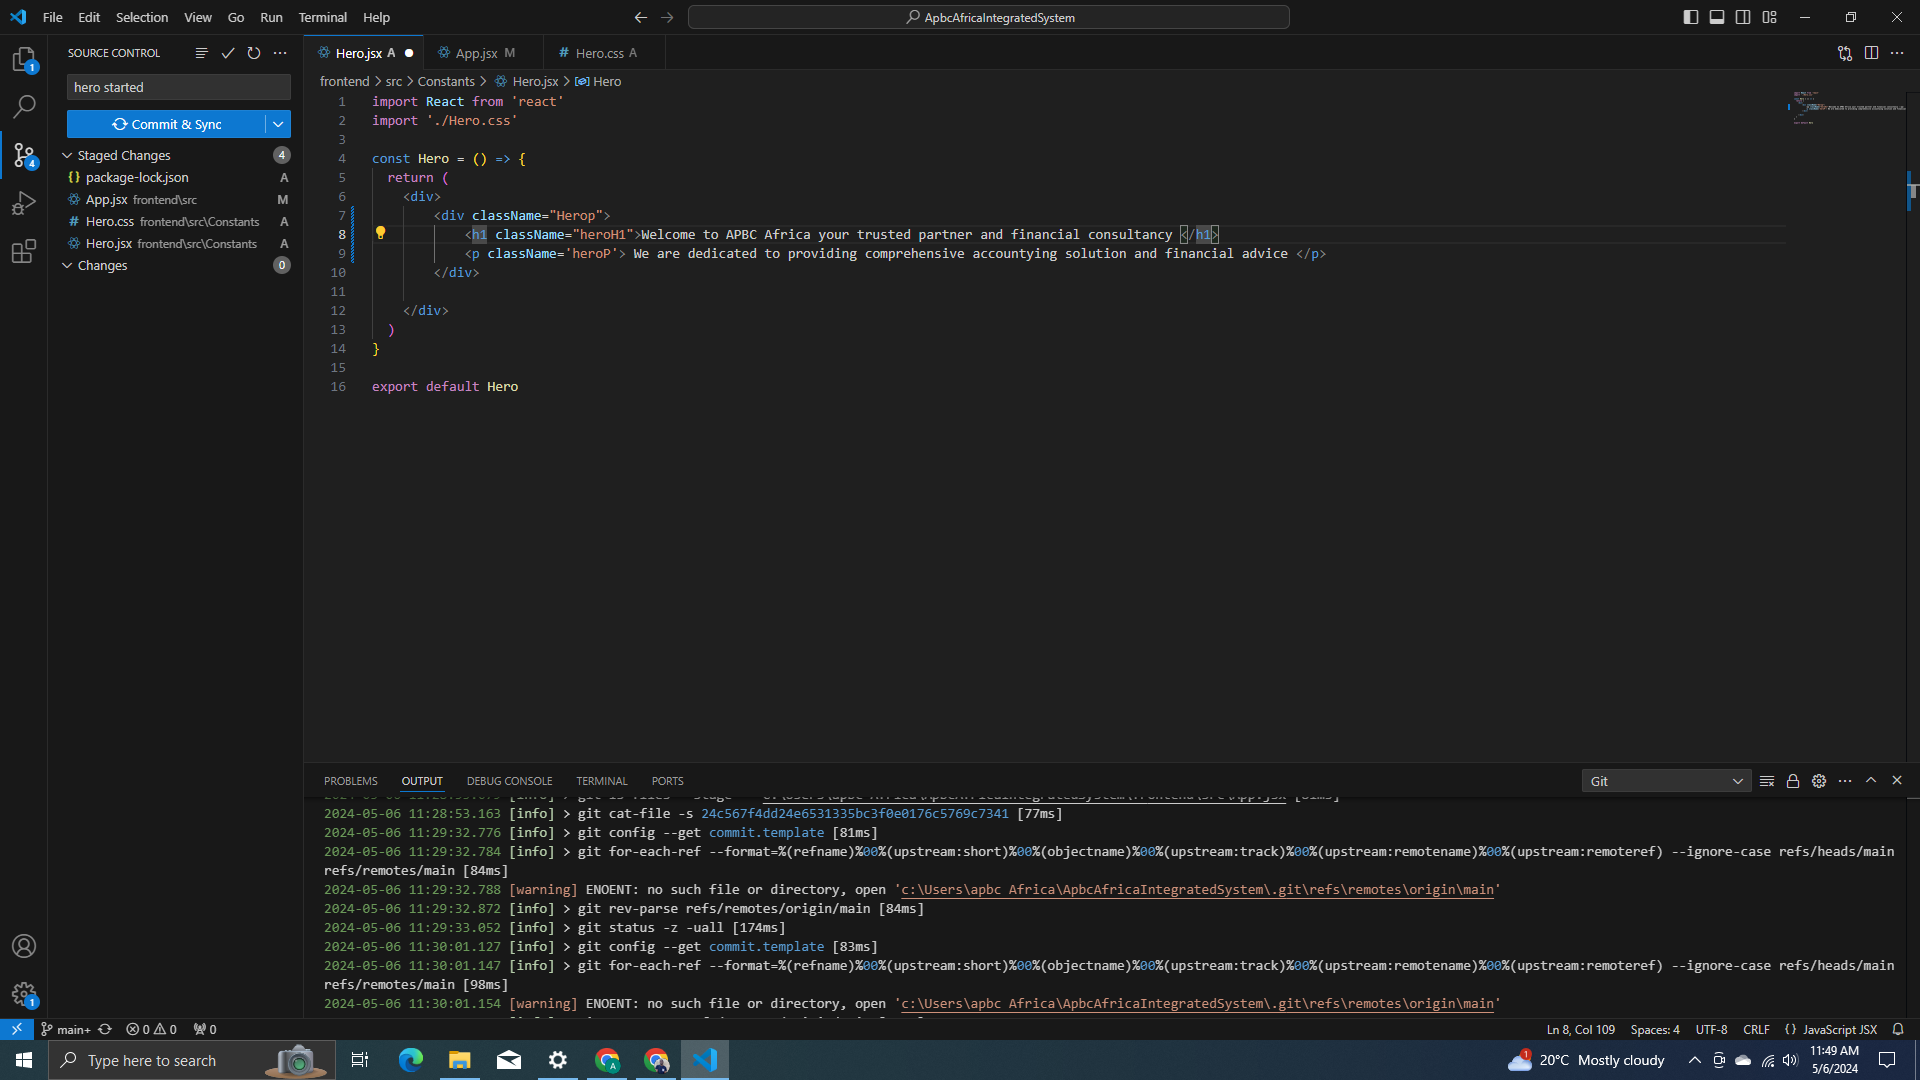 File Edit Selection View Go Run Terminal Help
ApbcAfricaIntegratedSystem
SOURCE CONTROL
Hero.jsx A
App.jsx M
# Hero.css A
1
hero started
frontend > src > Constants > Hero.jsx > Hero
Commit & Sync
Staged Changes 4
{} package-lock.json A
App.jsx frontend\src M
# Hero.css frontend\src\Constants A
Hero.jsx frontend\src\Constants A
Changes 0
4
1 import React from 'react'
2 import './Hero.css'
3
4 const Hero = () => {
5 return (
6 <div>
7 <div className="Herop">
8 <h1 className="heroH1">Welcome to APBC Africa your trusted partner and financial consultancy </h1>
9 <p className='heroP'> We are dedicated to providing comprehensive accountying solution and financial advice </p>
10 </div>
11
12 </div>
13 )
14 }
15
16 export default Hero
PROBLEMS OUTPUT DEBUG CONSOLE TERMINAL PORTS
Git
2024-05-06 11:28:53.163 [info] > git cat-file -s 24c567f4dd24e6531335bc3f0e0176c5769c7341 [77ms]
2024-05-06 11:29:32.776 [info] > git config --get commit.template [81ms]
2024-05-06 11:29:32.784 [info] > git for-each-ref --format=%(refname)%00%(upstream:short)%00%(objectname)%00%(upstream:track)%00%(upstream:remotename)%00%(upstream:remoteref) --ignore-case refs/heads/main
refs/remotes/main [84ms]
2024-05-06 11:29:32.788 [warning] ENOENT: no such file or directory, open 'c:\Users\apbc Africa\ApbcAfricaIntegratedSystem\.git\refs\remotes\origin\main'
2024-05-06 11:29:32.872 [info] > git rev-parse refs/remotes/origin/main [84ms]
2024-05-06 11:29:33.052 [info] > git status -z -uall [174ms]
2024-05-06 11:30:01.127 [info] > git config --get commit.template [83ms]
2024-05-06 11:30:01.147 [info] > git for-each-ref --format=%(refname)%00%(upstream:short)%00%(objectname)%00%(upstream:track)%00%(upstream:remotename)%00%(upstream:remoteref) --ignore-case refs/heads/main
refs/remotes/main [98ms]
2024-05-06 11:30:01.154 [warning] ENOENT: no such file or directory, open 'c:\Users\apbc Africa\ApbcAfricaIntegratedSystem\.git\refs\remotes\origin\main'
1
main+ 0 0 0
Ln 8, Col 109 Spaces: 4 UTF-8 CRLF {} JavaScript JSX
Type here to search
A
1
20°C Mostly cloudy
11:49 AM
5/6/2024